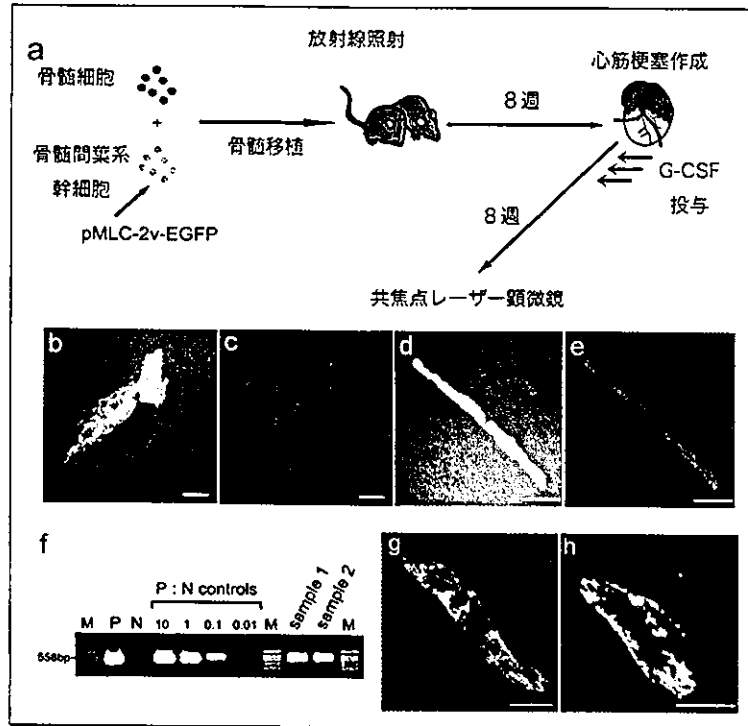 a
放射線照射
心筋梗塞作成
骨髄細胞
+
8週
骨髄移植
骨髄間葉系
幹細胞
G-CSF
投与
pMLC-2v-EGFP
8週
共焦点レーザー顕微鏡
b
c
d
e
f
g
h
P : N controls
M P N 10 1 0.1 0.01 M sample 1 sample 2 M
558bp-